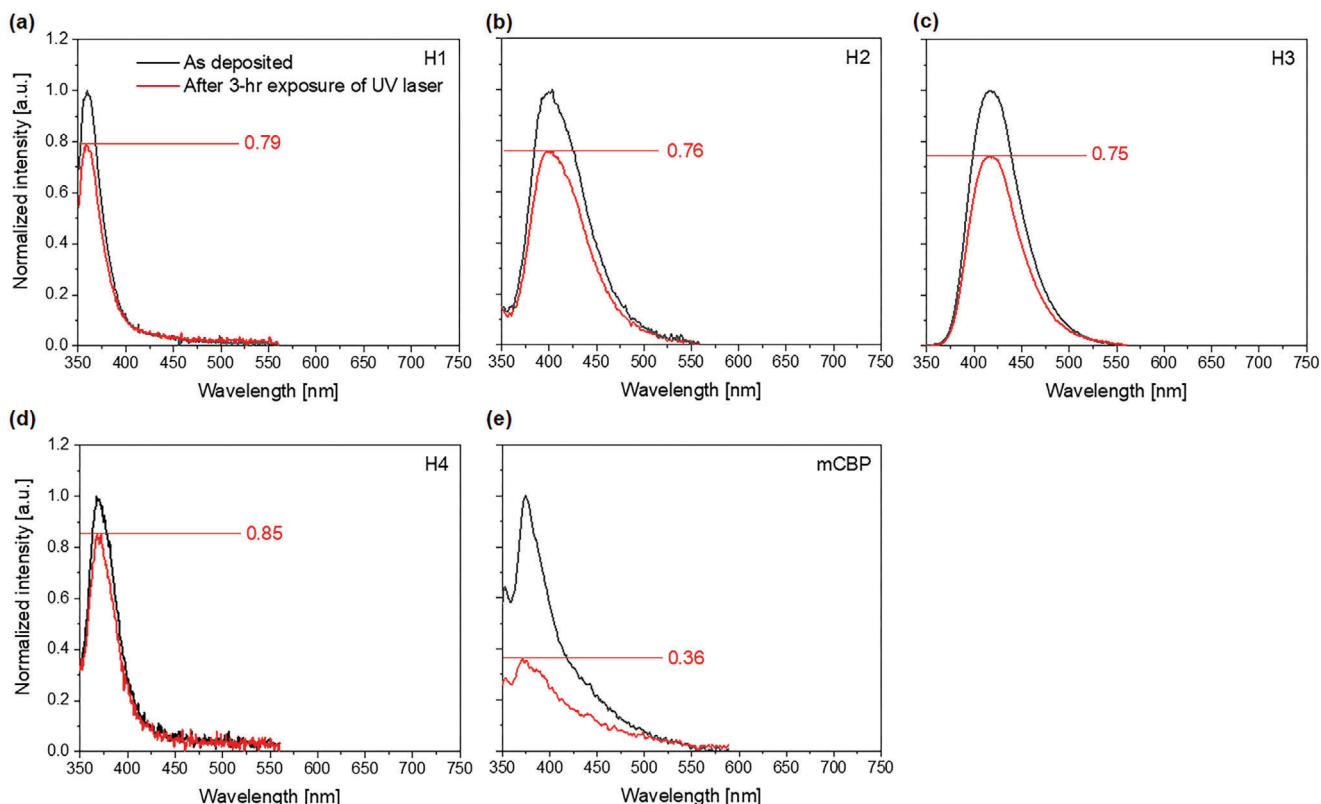 (a)
H1
As deposited
After 3-hr exposure of UV laser
0.79
Normalized intensity [a.u.]
1.2
1.0
0.8
0.6
0.4
0.2
0.0
350 400 450 500 550 600 650 700 750
Wavelength [nm]
(b)
H2
0.76
350 400 450 500 550 600 650 700 750
Wavelength [nm]
(c)
H3
0.75
350 400 450 500 550 600 650 700 750
Wavelength [nm]
(d)
H4
0.85
Normalized intensity [a.u.]
1.2
1.0
0.8
0.6
0.4
0.2
0.0
350 400 450 500 550 600 650 700 750
Wavelength [nm]
(e)
mCBP
0.36
350 400 450 500 550 600 650 700 750
Wavelength [nm]